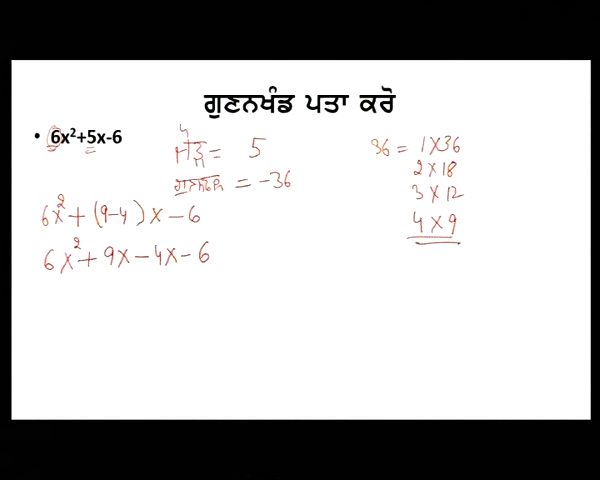 ਗੁਣਨਖੰਡ ਪਤਾ ਕਰੋ
• 6x²+5x-6
ਜੋੜ = 5
ਗੁਣਨਫਲ = -36
36 = 1×36
2×18
3×12
4×9
6x² + (9-4)x - 6
6x² + 9x - 4x - 6